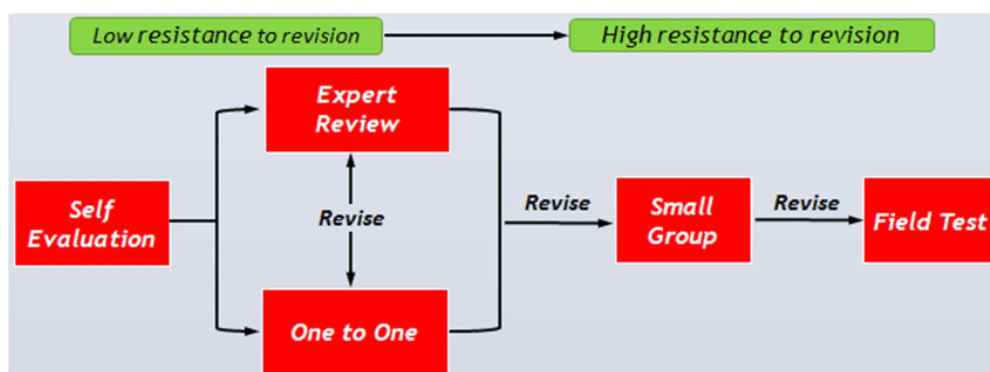 Low resistance to revision
High resistance to revision
Expert
Review
Self
Evaluation
Revise
Revise
Small
Group
Revise
Field Test
One to One